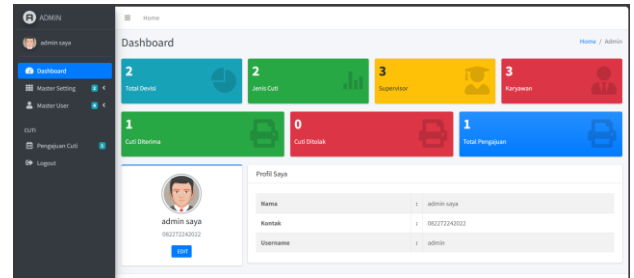 ADMIN
Home
admin saya
Dashboard
Home / Admin
Dashboard
Master Setting
Master User
CUTI
Pengajuan Cuti
Logout
2
Total Devisi
2
Jenis Cuti
3
Supervisor
3
Karyawan
1
Cuti Diterima
0
Cuti Ditolak
1
Total Pengajuan
admin saya
082272242022
EDIT
Profil Saya
Nama : admin saya
Kontak : 082272242022
Username : admin